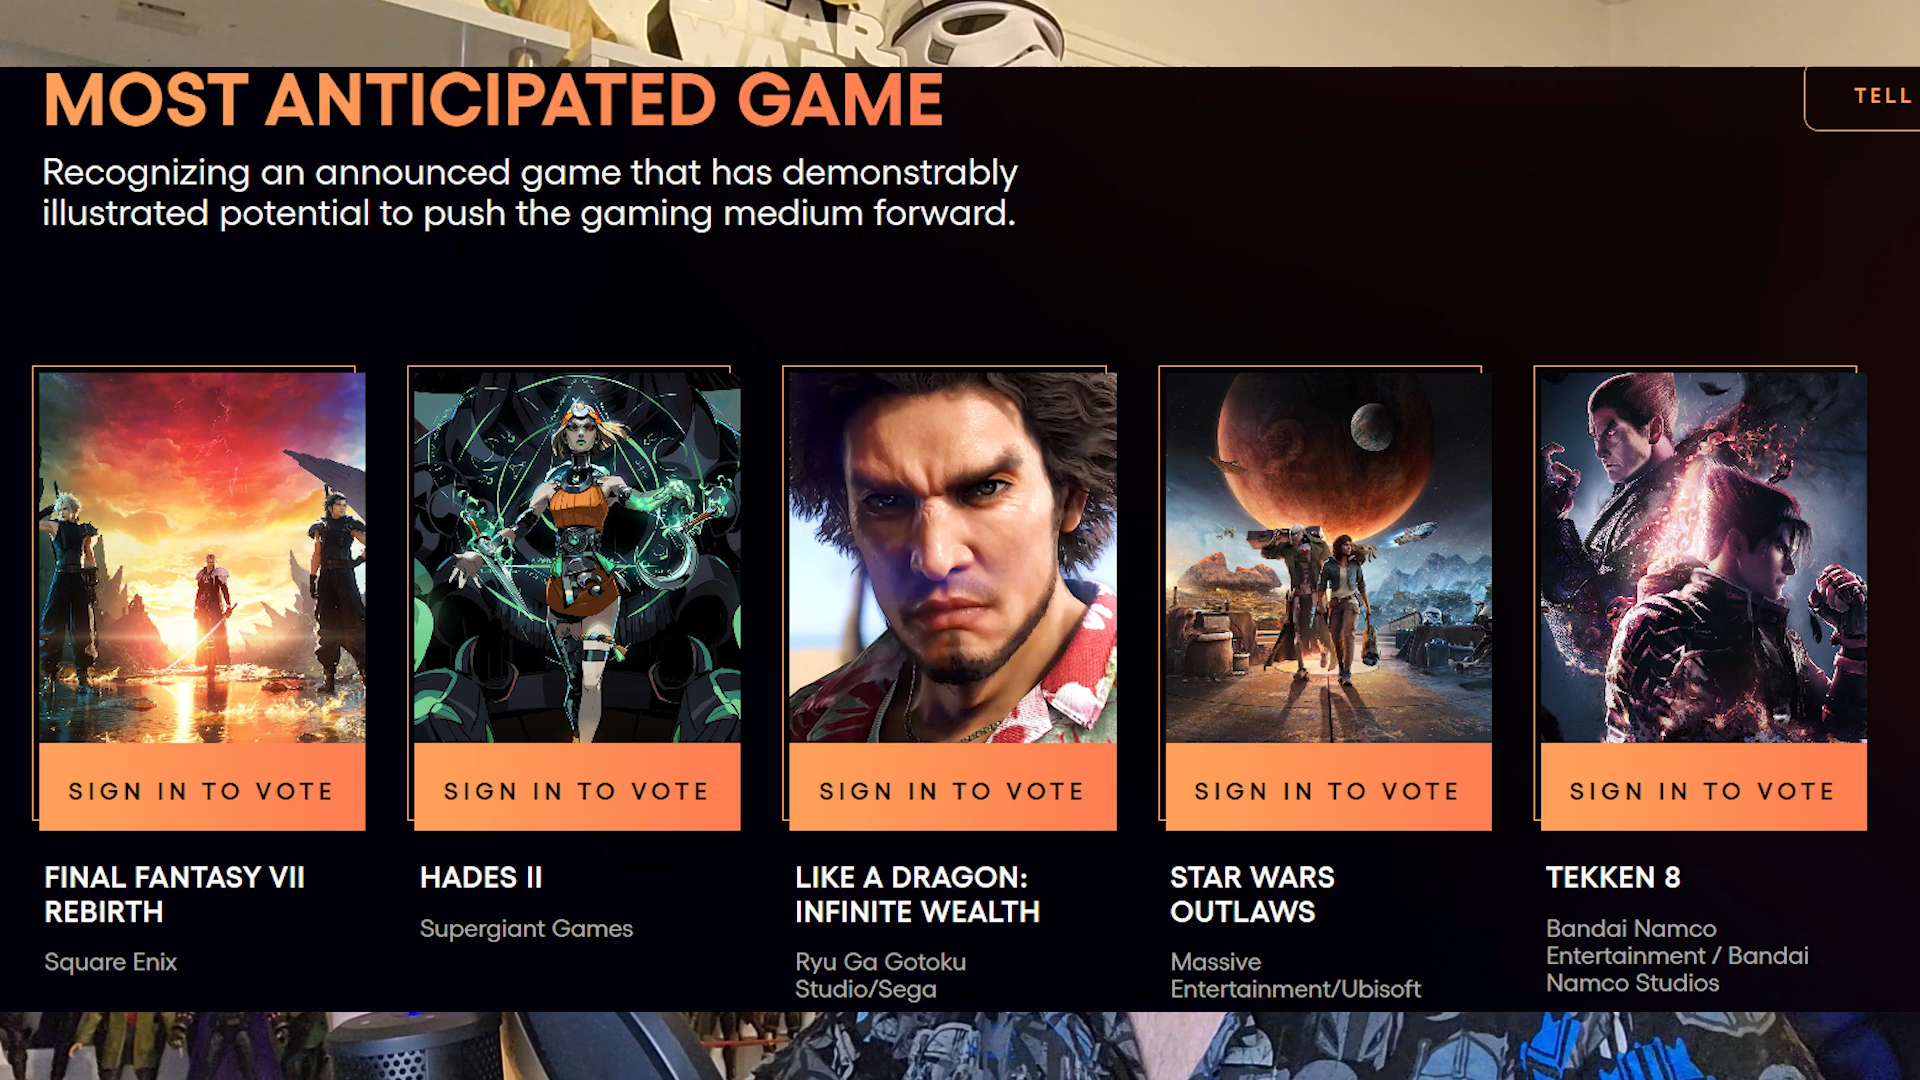 STAR
WARS
MOST ANTICIPATED GAME
TELL
Recognizing an announced game that has demonstrably
illustrated potential to push the gaming medium forward.
SIGN IN TO VOTE
SIGN IN TO VOTE
SIGN IN TO VOTE
SIGN IN TO VOTE
SIGN IN TO VOTE
FINAL FANTASY VII
REBIRTH
Square Enix
HADES II
Supergiant Games
LIKE A DRAGON:
INFINITE WEALTH
Ryu Ga Gotoku
Studio/Sega
STAR WARS
OUTLAWS
Massive
Entertainment/Ubisoft
TEKKEN 8
Bandai Namco
Entertainment / Bandai
Namco Studios